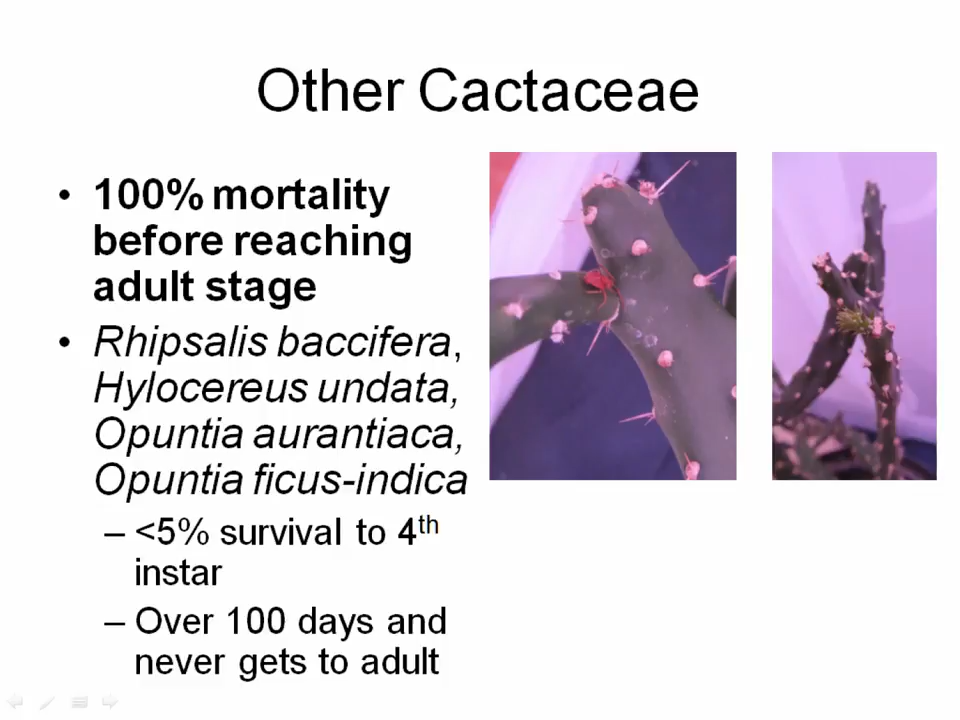 Other Cactaceae
• 100% mortality
before reaching
adult stage
• Rhipsalis baccifera,
Hylocereus undata,
Opuntia aurantiaca,
Opuntia ficus-indica
– <5% survival to 4th
instar
– Over 100 days and
never gets to adult